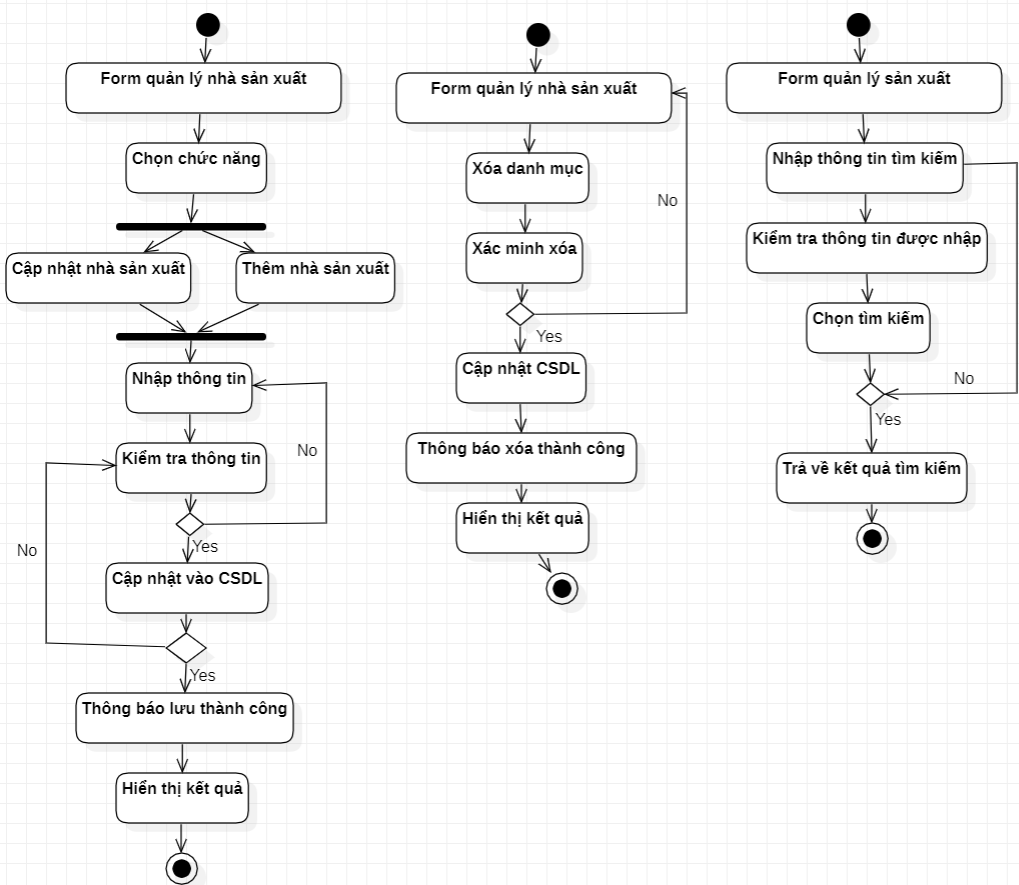 Form quản lý nhà sản xuất
Chọn chức năng
Cập nhật nhà sản xuất
Thêm nhà sản xuất
Nhập thông tin
No
Kiểm tra thông tin
Yes
No
Cập nhật vào CSDL
Yes
Thông báo lưu thành công
Hiển thị kết quả
Form quản lý nhà sản xuất
Xóa danh mục
No
Xác minh xóa
Yes
Cập nhật CSDL
Thông báo xóa thành công
Hiển thị kết quả
Form quản lý sản xuất
Nhập thông tin tìm kiếm
Kiểm tra thông tin được nhập
Chọn tìm kiếm
No
Yes
Trả về kết quả tìm kiếm